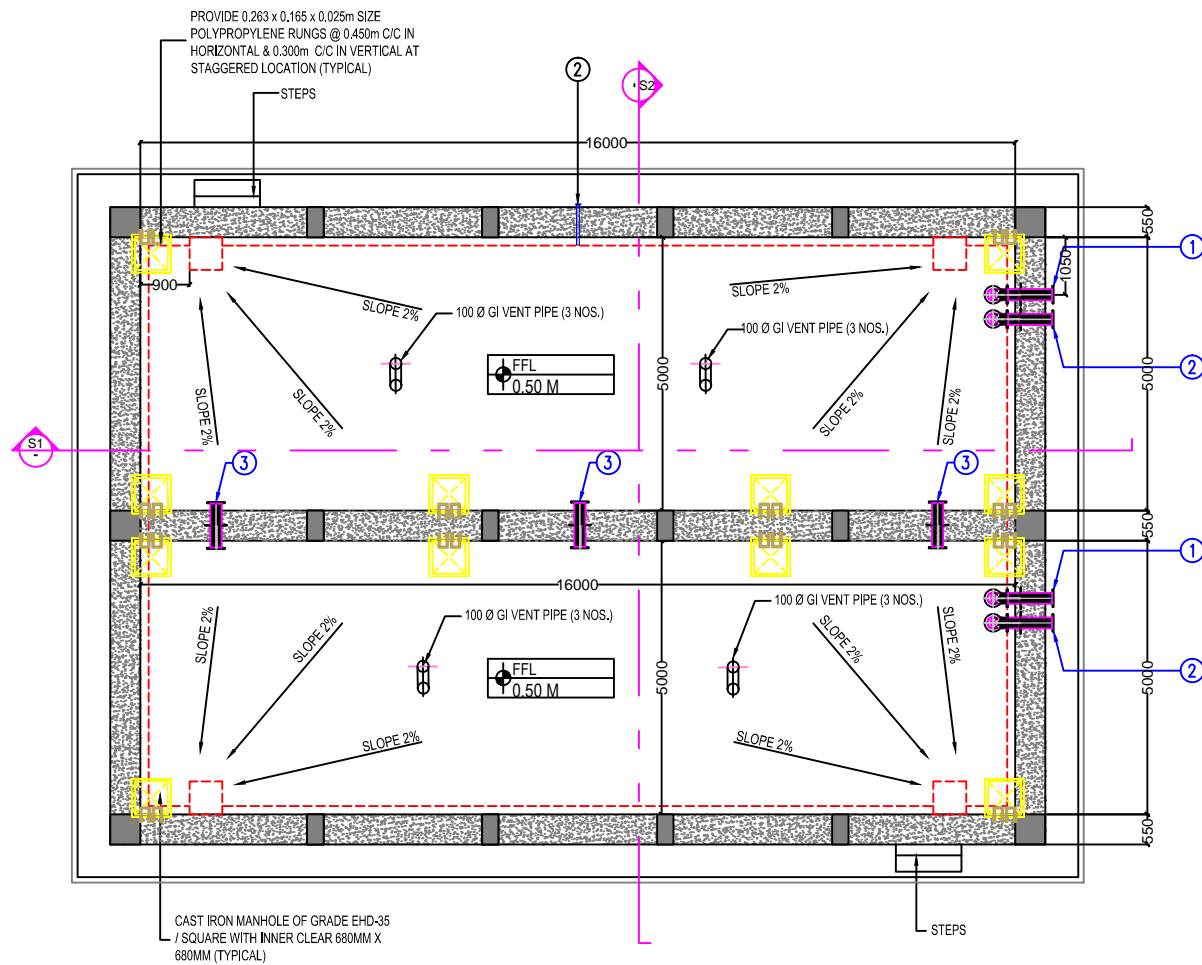 PROVIDE 0.263 x 0.165 x 0.025m SIZE
POLYPROPYLENE RUNGS @ 0.450m C/C IN
HORIZONTAL & 0.300m C/C IN VERTICAL AT
STAGGERED LOCATION (TYPICAL)
STEPS
2
S2
16000
550
1
1050
900
SLOPE 2%
SLOPE 2%
100 Ø GI VENT PIPE (3 NOS.)
100 Ø GI VENT PIPE (3 NOS.)
2
FFL
0.50 M
5000
5000
SLOPE 2%
SLOPE 2%
SLOPE 2%
SLOPE 2%
S1
-
3
3
3
550
1
16000
100 Ø GI VENT PIPE (3 NOS.)
100 Ø GI VENT PIPE (3 NOS.)
SLOPE 2%
SLOPE 2%
SLOPE 2%
SLOPE 2%
2
FFL
0.50 M
5000
5000
SLOPE 2%
SLOPE 2%
550
CAST IRON MANHOLE OF GRADE EHD-35
/ SQUARE WITH INNER CLEAR 680MM X
680MM (TYPICAL)
STEPS